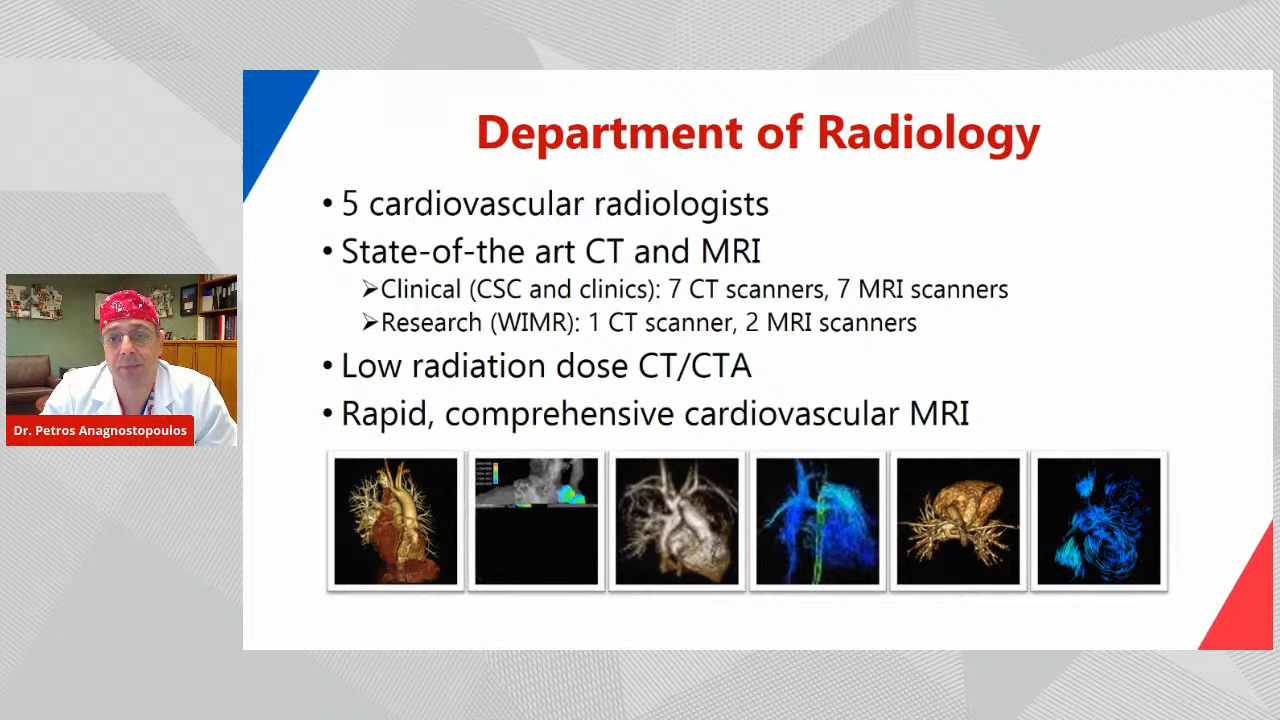 Department of Radiology
• 5 cardiovascular radiologists
• State-of-the art CT and MRI
➢Clinical (CSC and clinics): 7 CT scanners, 7 MRI scanners
➢Research (WIMR): 1 CT scanner, 2 MRI scanners
• Low radiation dose CT/CTA
• Rapid, comprehensive cardiovascular MRI
Dr. Petros Anagnostopoulos